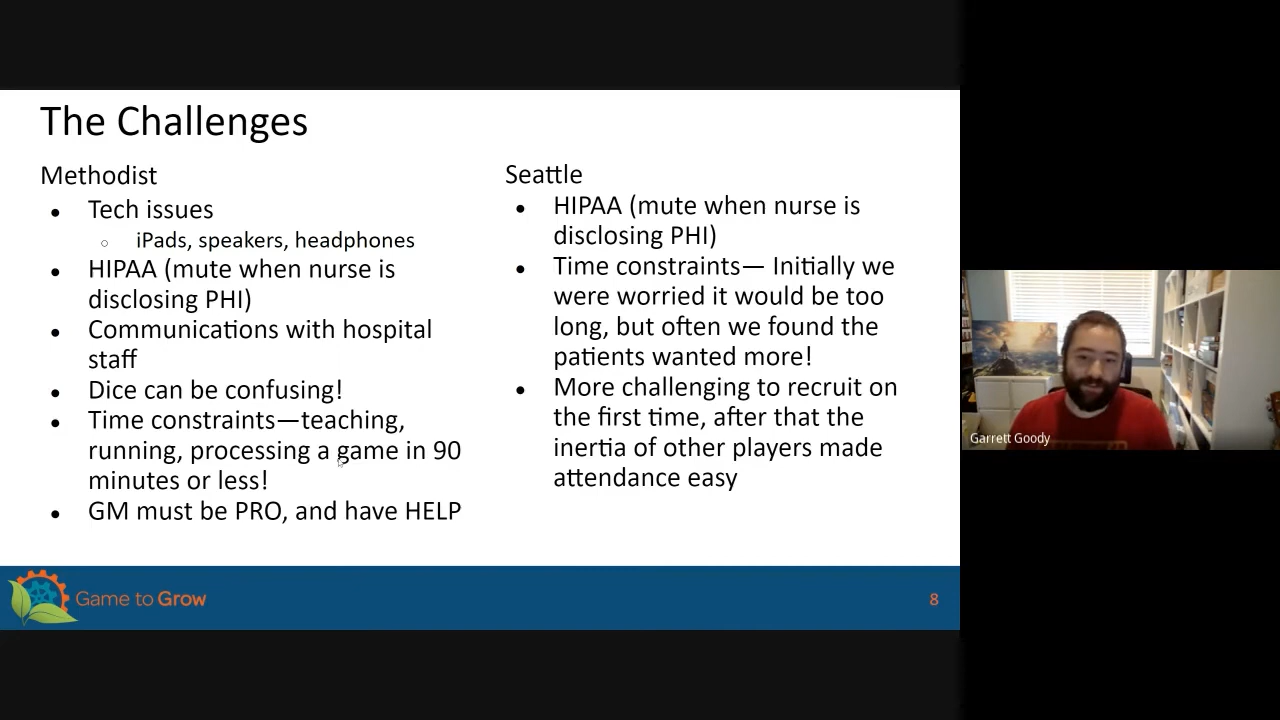 The Challenges
Methodist
● Tech issues
○ iPads, speakers, headphones
● HIPAA (mute when nurse is
disclosing PHI)
● Communications with hospital
staff
● Dice can be confusing!
● Time constraints—teaching,
running, processing a game in 90
minutes or less!
● GM must be PRO, and have HELP
Seattle
● HIPAA (mute when nurse is
disclosing PHI)
● Time constraints— Initially we
were worried it would be too
long, but often we found the
patients wanted more!
● More challenging to recruit on
the first time, after that the
inertia of other players made
attendance easy
Game to Grow
8
Garrett Goody